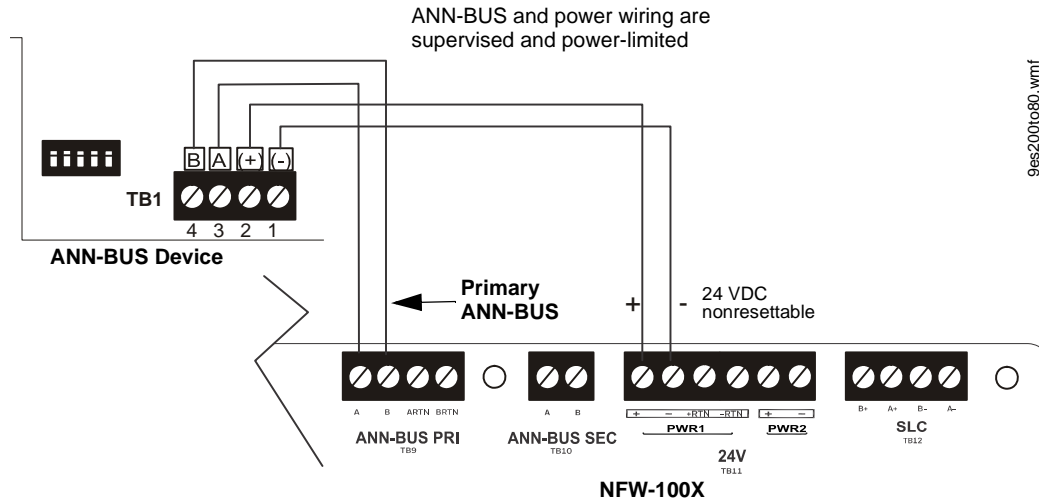 ANN-BUS and power wiring are
supervised and power-limited
9es200to80.wmf
B A (+) (-)
TB1
4 3 2 1
ANN-BUS Device
Primary
ANN-BUS
+ - 24 VDC
nonresettable
A B ARTN BRTN
ANN-BUS PRI
TB9
A B
ANN-BUS SEC
TB10
+ – +RTN –RTN + –
PWR1 PWR2
24V
TB11
B+ A+ B– A–
SLC
TB12
NFW-100X